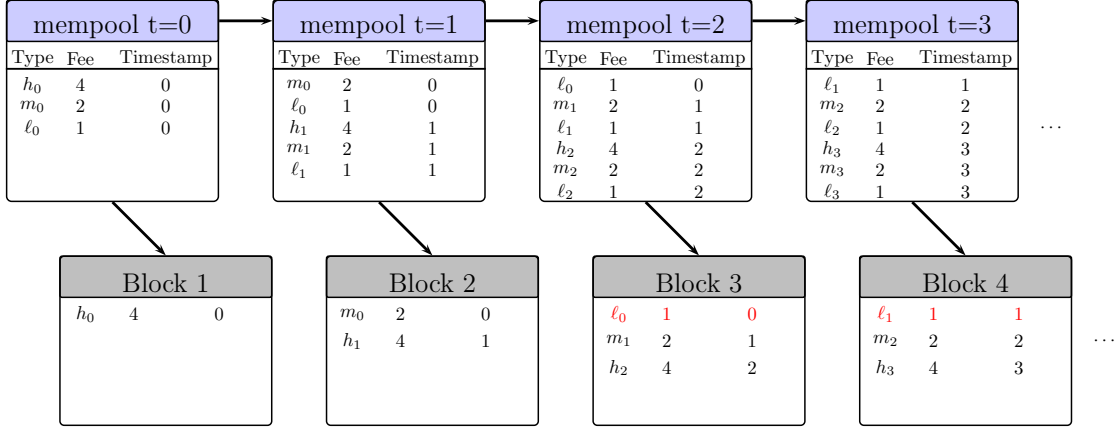 mempool t=0
Type Fee Timestamp
h₀ 4 0
m₀ 2 0
ℓ₀ 1 0
mempool t=1
Type Fee Timestamp
m₀ 2 0
ℓ₀ 1 0
h₁ 4 1
m₁ 2 1
ℓ₁ 1 1
mempool t=2
Type Fee Timestamp
ℓ₀ 1 0
m₁ 2 1
ℓ₁ 1 1
h₂ 4 2
m₂ 2 2
ℓ₂ 1 2
mempool t=3
Type Fee Timestamp
ℓ₁ 1 1
m₂ 2 2
ℓ₂ 1 2
h₃ 4 3
m₃ 2 3
ℓ₃ 1 3
...
Block 1
h₀ 4 0
Block 2
m₀ 2 0
h₁ 4 1
Block 3
ℓ₀ 1 0
m₁ 2 1
h₂ 4 2
Block 4
ℓ₁ 1 1
m₂ 2 2
h₃ 4 3
...